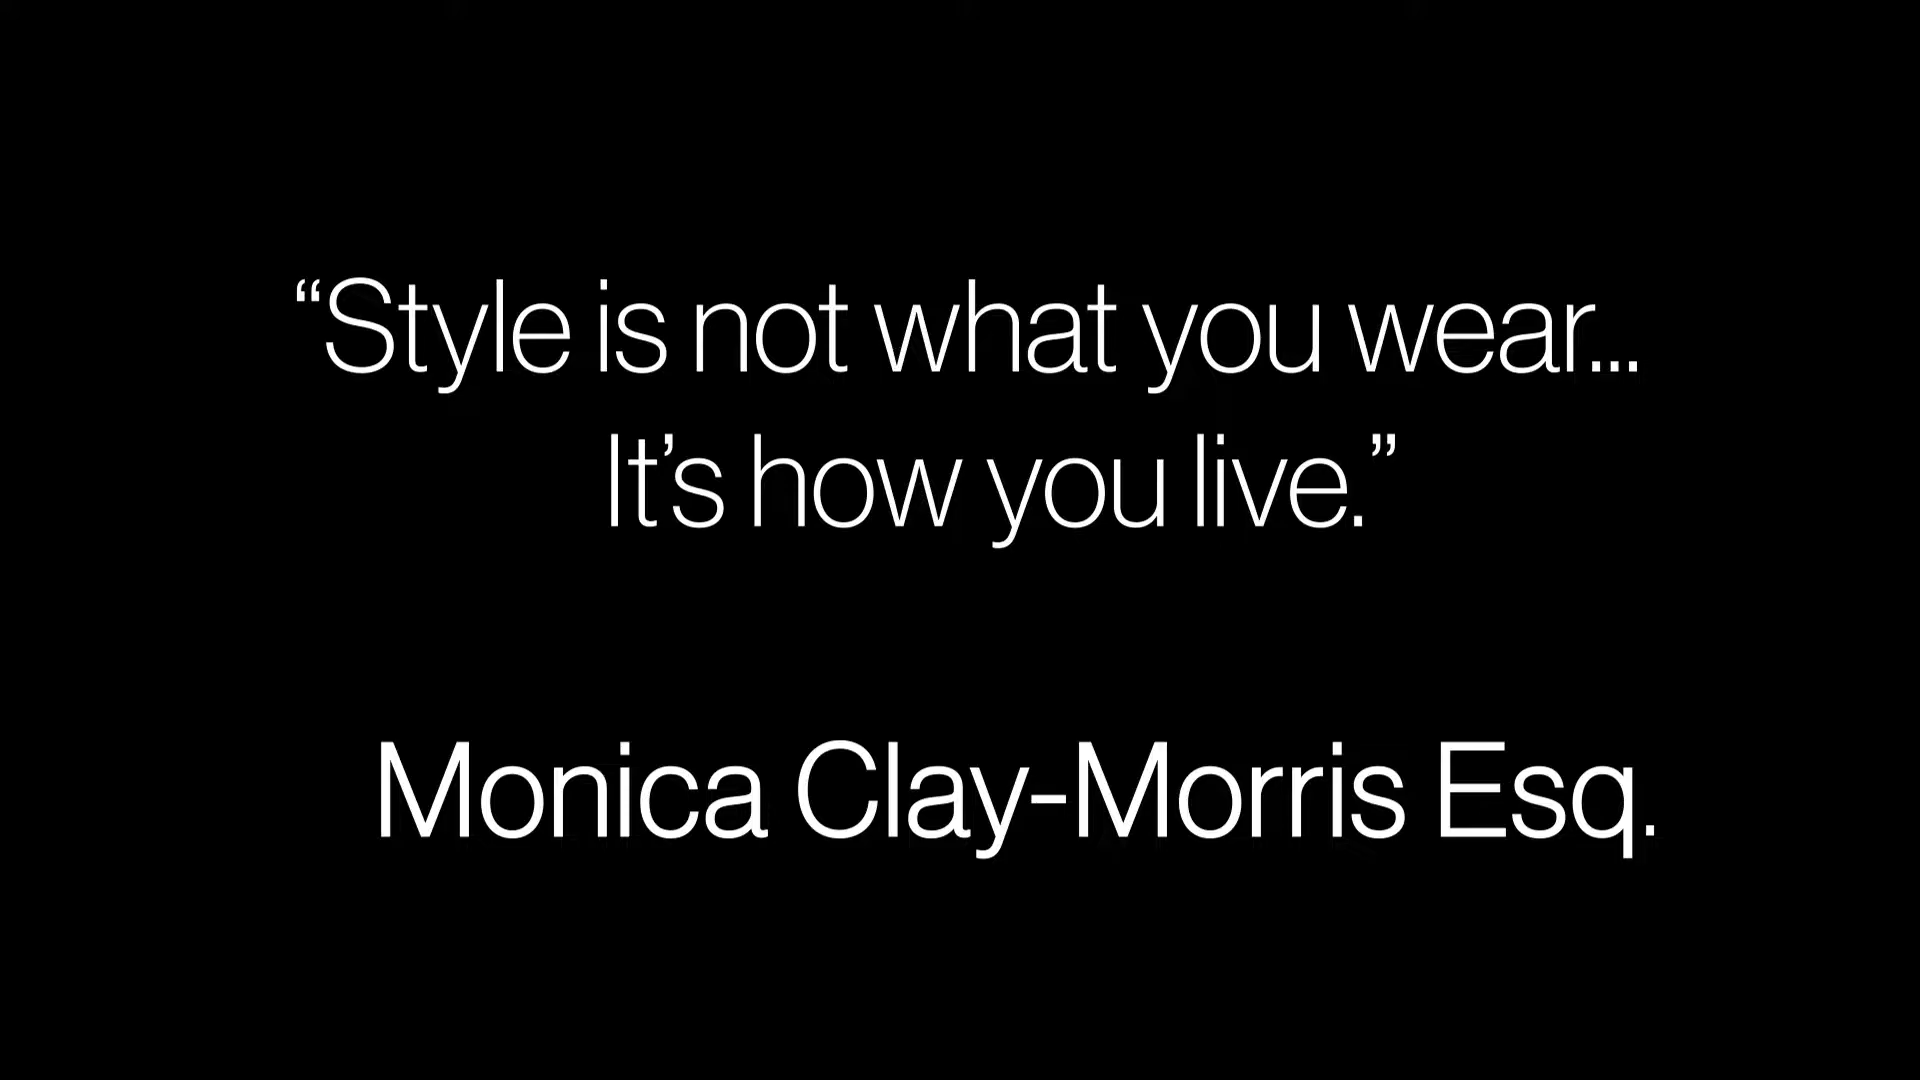 “Style is not what you wear...
It’s how you live.”
Monica Clay-Morris Esq.